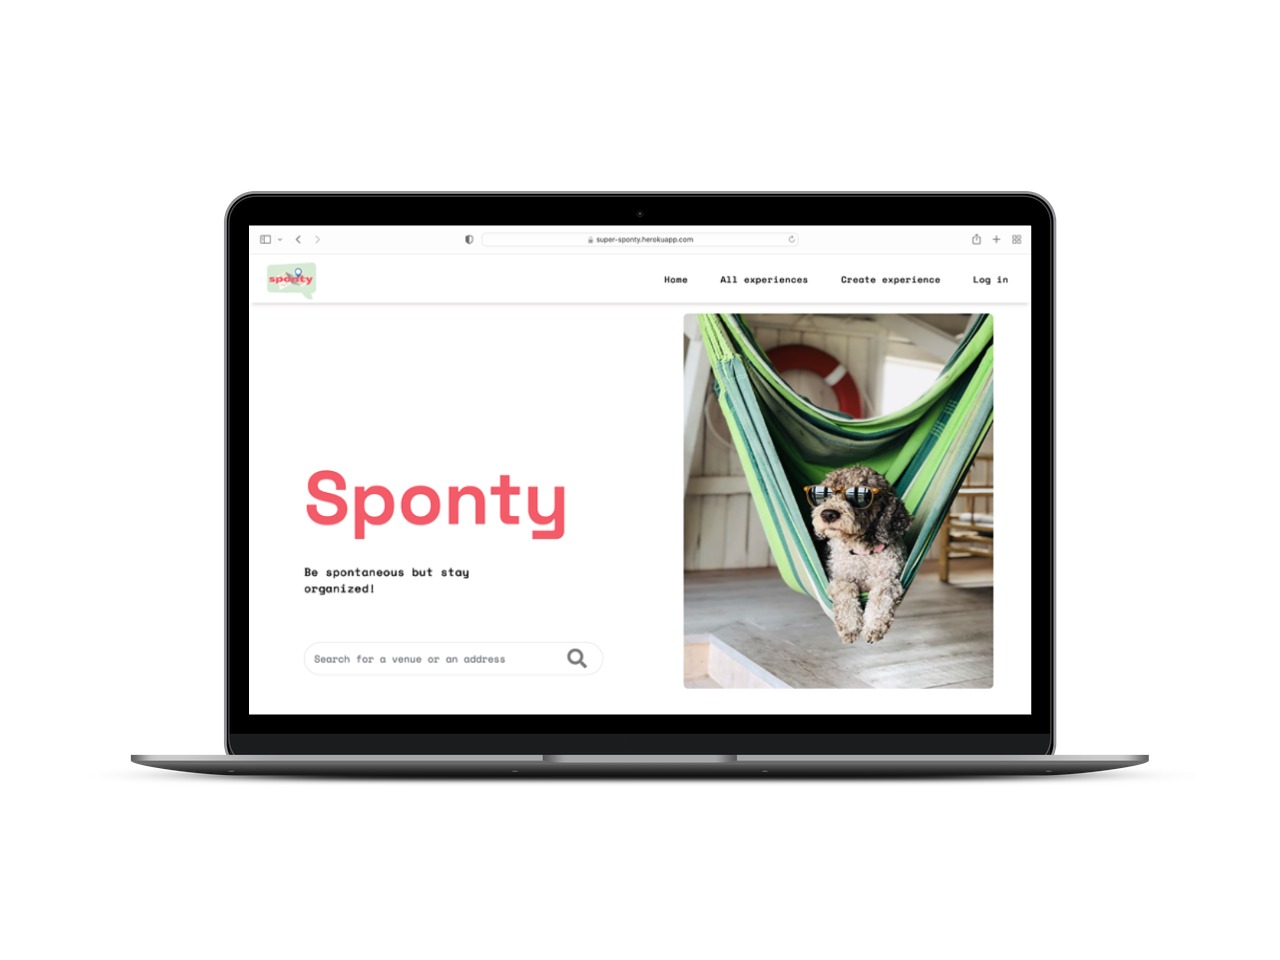 super-sponty.herokuapp.com
sponty
Home All experiences Create experience Log in
Sponty
Be spontaneous but stay
organized!
Search for a venue or an address